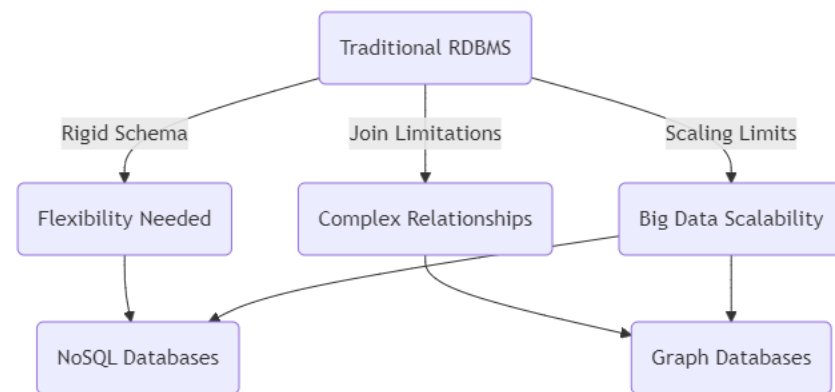 Traditional RDBMS
Rigid Schema
Join Limitations
Scaling Limits
Flexibility Needed
Complex Relationships
Big Data Scalability
NoSQL Databases
Graph Databases